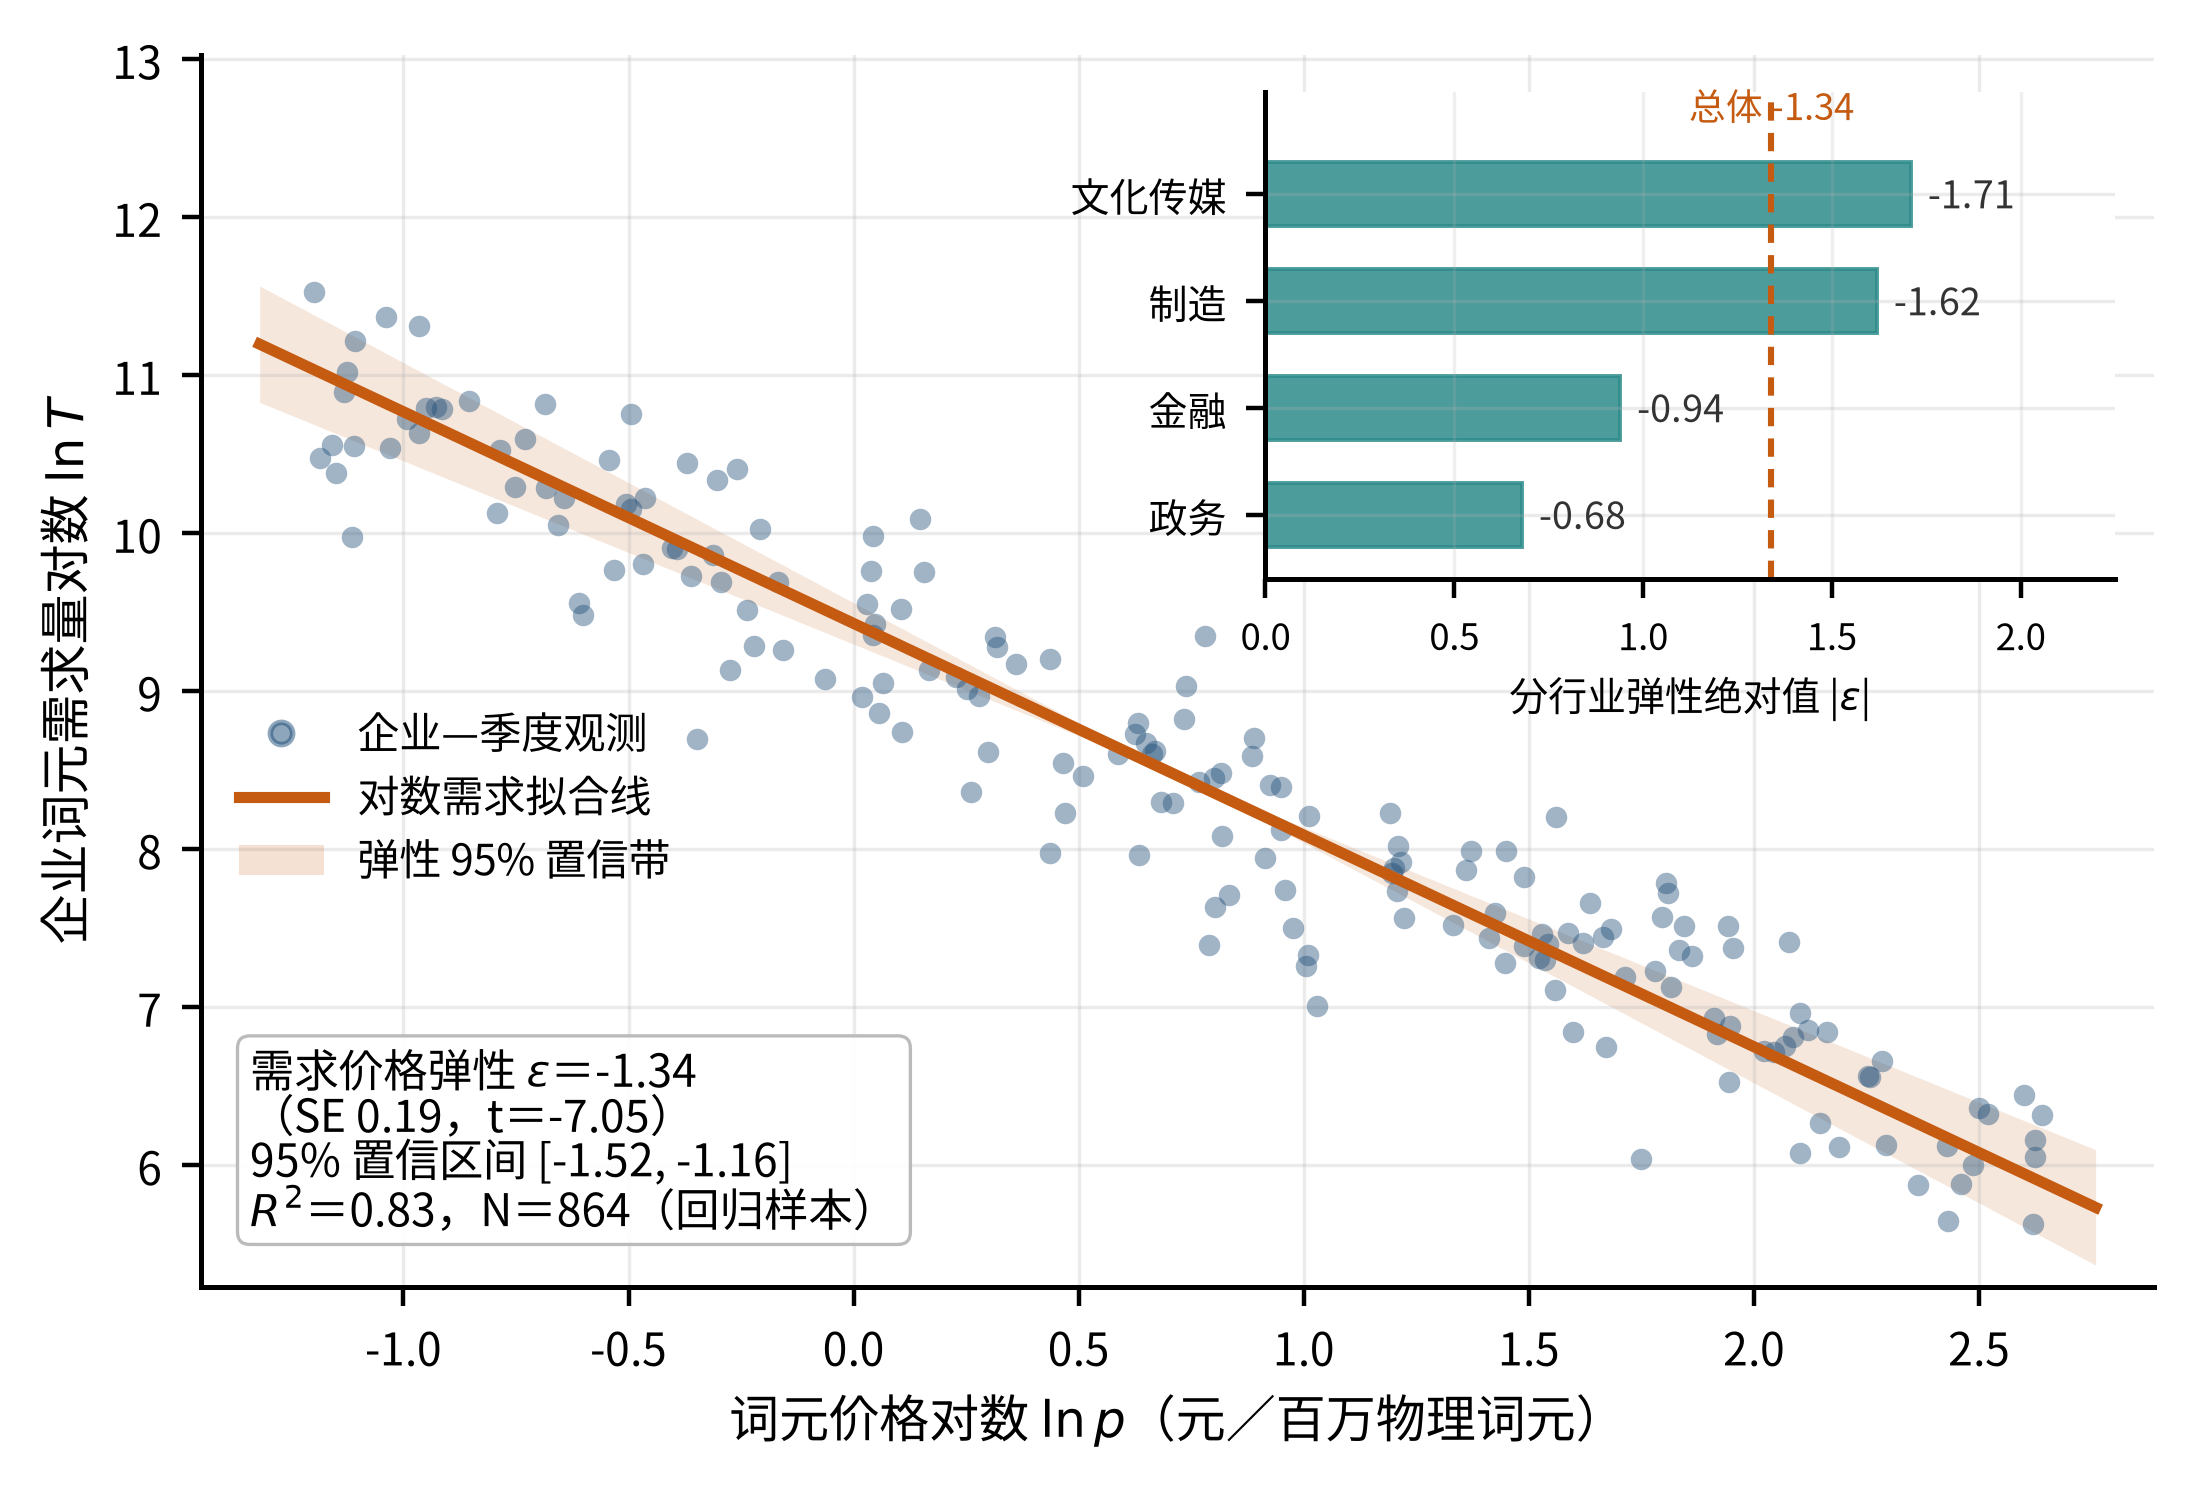 13
12
11
10
9
8
7
6
企业词元需求量对数 ln T
总体 -1.34
文化传媒
-1.71
制造
-1.62
金融
-0.94
政务
-0.68
0.0
0.5
1.0
1.5
2.0
分行业弹性绝对值 |ε|
企业—季度观测
对数需求拟合线
弹性 95% 置信带
需求价格弹性 ε＝-1.34
（SE 0.19，t＝-7.05）
95% 置信区间 [-1.52, -1.16]
R²＝0.83，N＝864（回归样本）
-1.0
-0.5
0.0
0.5
1.0
1.5
2.0
2.5
词元价格对数 ln p（元／百万物理词元）